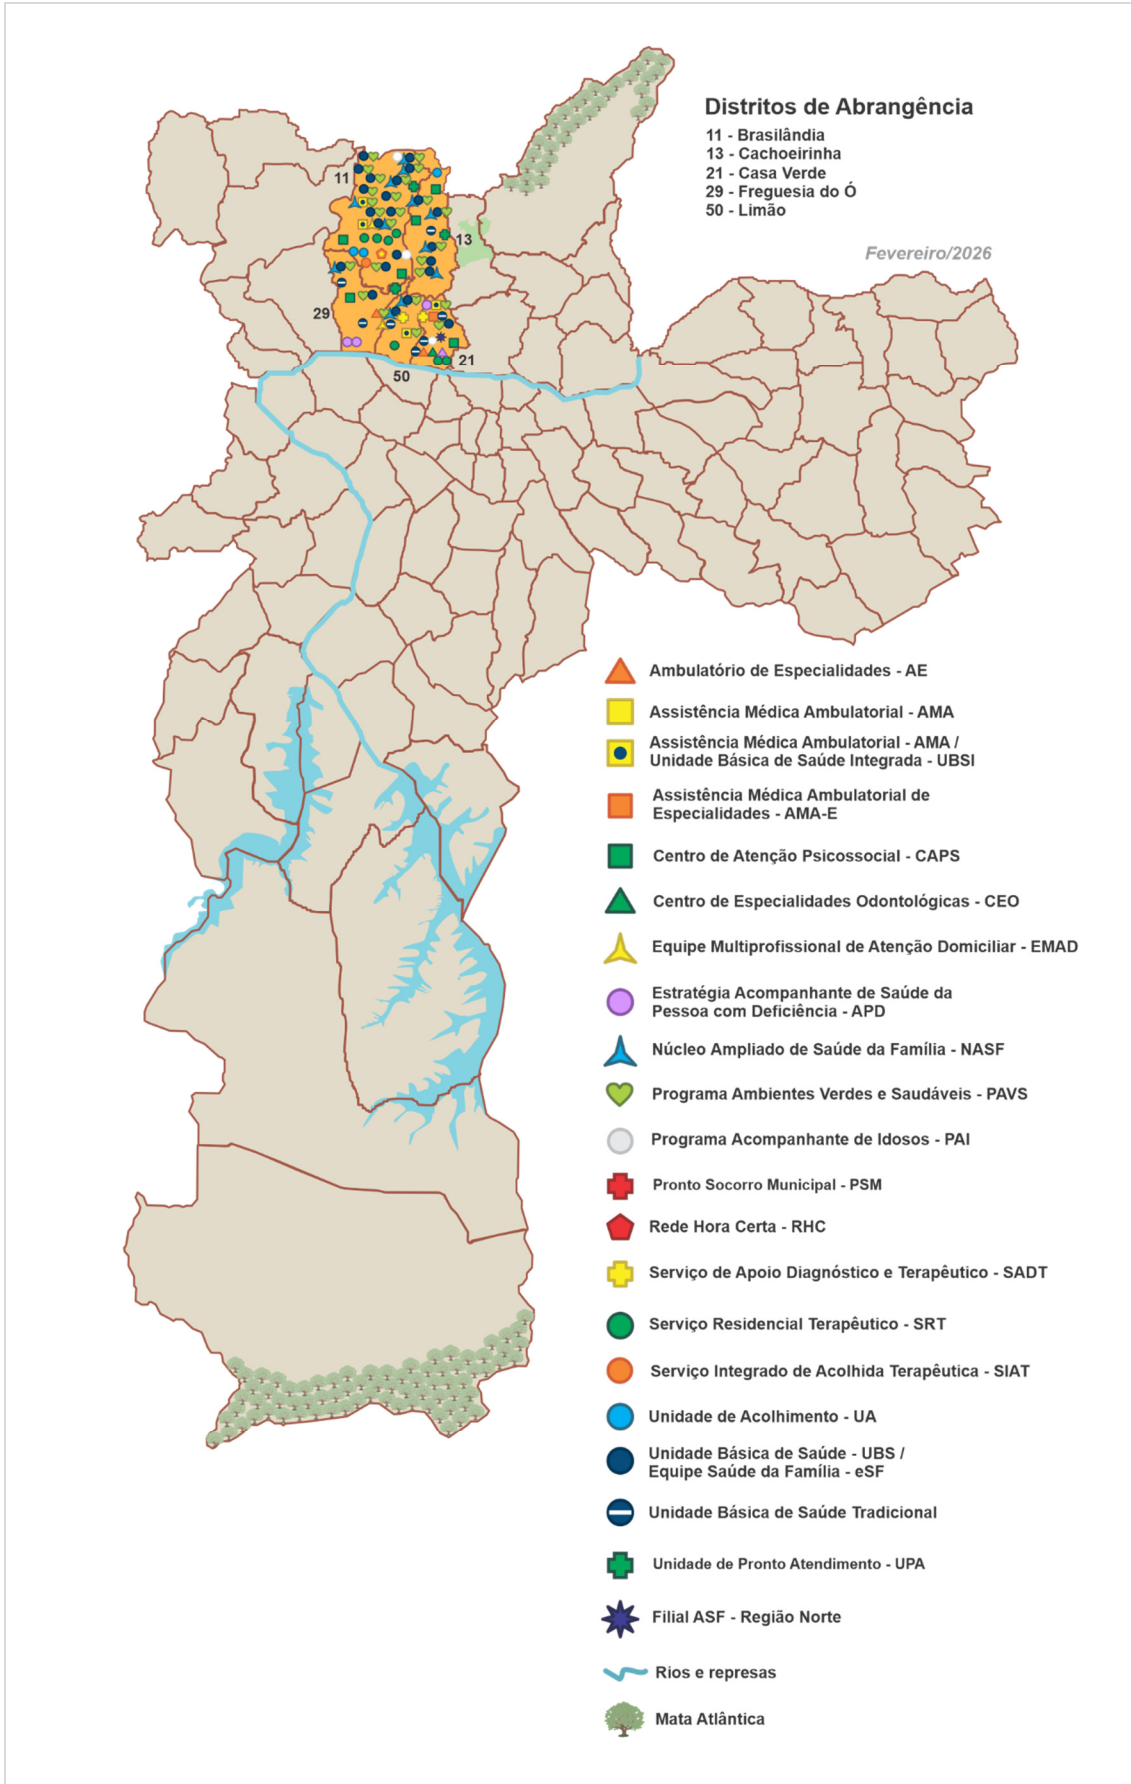 Distritos de Abrangência
11 - Brasilândia
13 - Cachoeirinha
21 - Casa Verde
29 - Freguesia do Ó
50 - Limão
Fevereiro/2026
11
13
29
21
50
Ambulatório de Especialidades - AE
Assistência Médica Ambulatorial - AMA
Assistência Médica Ambulatorial - AMA /
Unidade Básica de Saúde Integrada - UBSI
Assistência Médica Ambulatorial de
Especialidades - AMA-E
Centro de Atenção Psicossocial - CAPS
Centro de Especialidades Odontológicas - CEO
Equipe Multiprofissional de Atenção Domiciliar - EMAD
Estratégia Acompanhante de Saúde da
Pessoa com Deficiência - APD
Núcleo Ampliado de Saúde da Família - NASF
Programa Ambientes Verdes e Saudáveis - PAVS
Programa Acompanhante de Idosos - PAI
Pronto Socorro Municipal - PSM
Rede Hora Certa - RHC
Serviço de Apoio Diagnóstico e Terapêutico - SADT
Serviço Residencial Terapêutico - SRT
Serviço Integrado de Acolhida Terapêutica - SIAT
Unidade de Acolhimento - UA
Unidade Básica de Saúde - UBS /
Equipe Saúde da Família - eSF
Unidade Básica de Saúde Tradicional
Unidade de Pronto Atendimento - UPA
Filial ASF - Região Norte
Rios e represas
Mata Atlântica